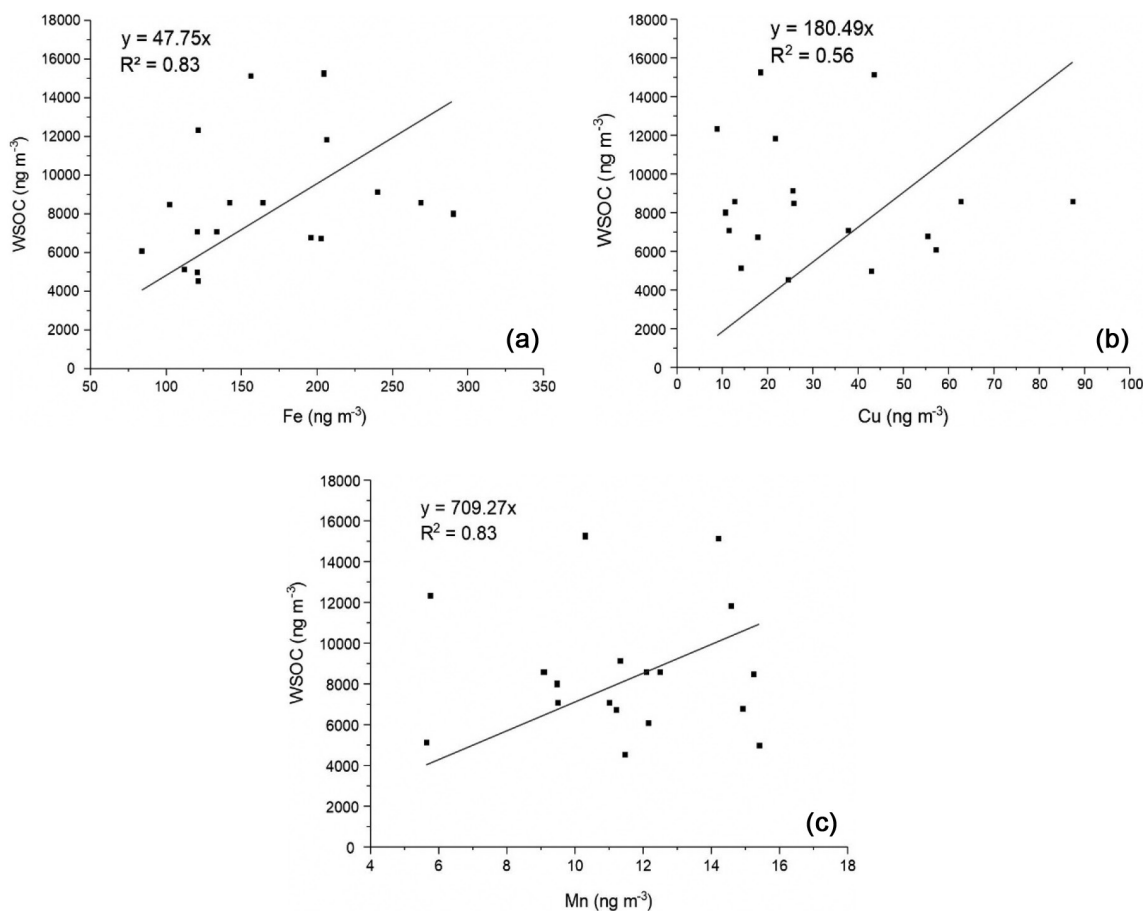 y = 47.75x
R² = 0.83
WSOC (ng m⁻³)
18000
16000
14000
12000
10000
8000
6000
4000
2000
0
50 100 150 200 250 300 350
Fe (ng m⁻³)
(a)
y = 180.49x
R² = 0.56
WSOC (ng m⁻³)
18000
16000
14000
12000
10000
8000
6000
4000
2000
0
0 10 20 30 40 50 60 70 80 90 100
Cu (ng m⁻³)
(b)
y = 709.27x
R² = 0.83
WSOC (ng m⁻³)
18000
16000
14000
12000
10000
8000
6000
4000
2000
0
4 6 8 10 12 14 16 18
Mn (ng m⁻³)
(c)